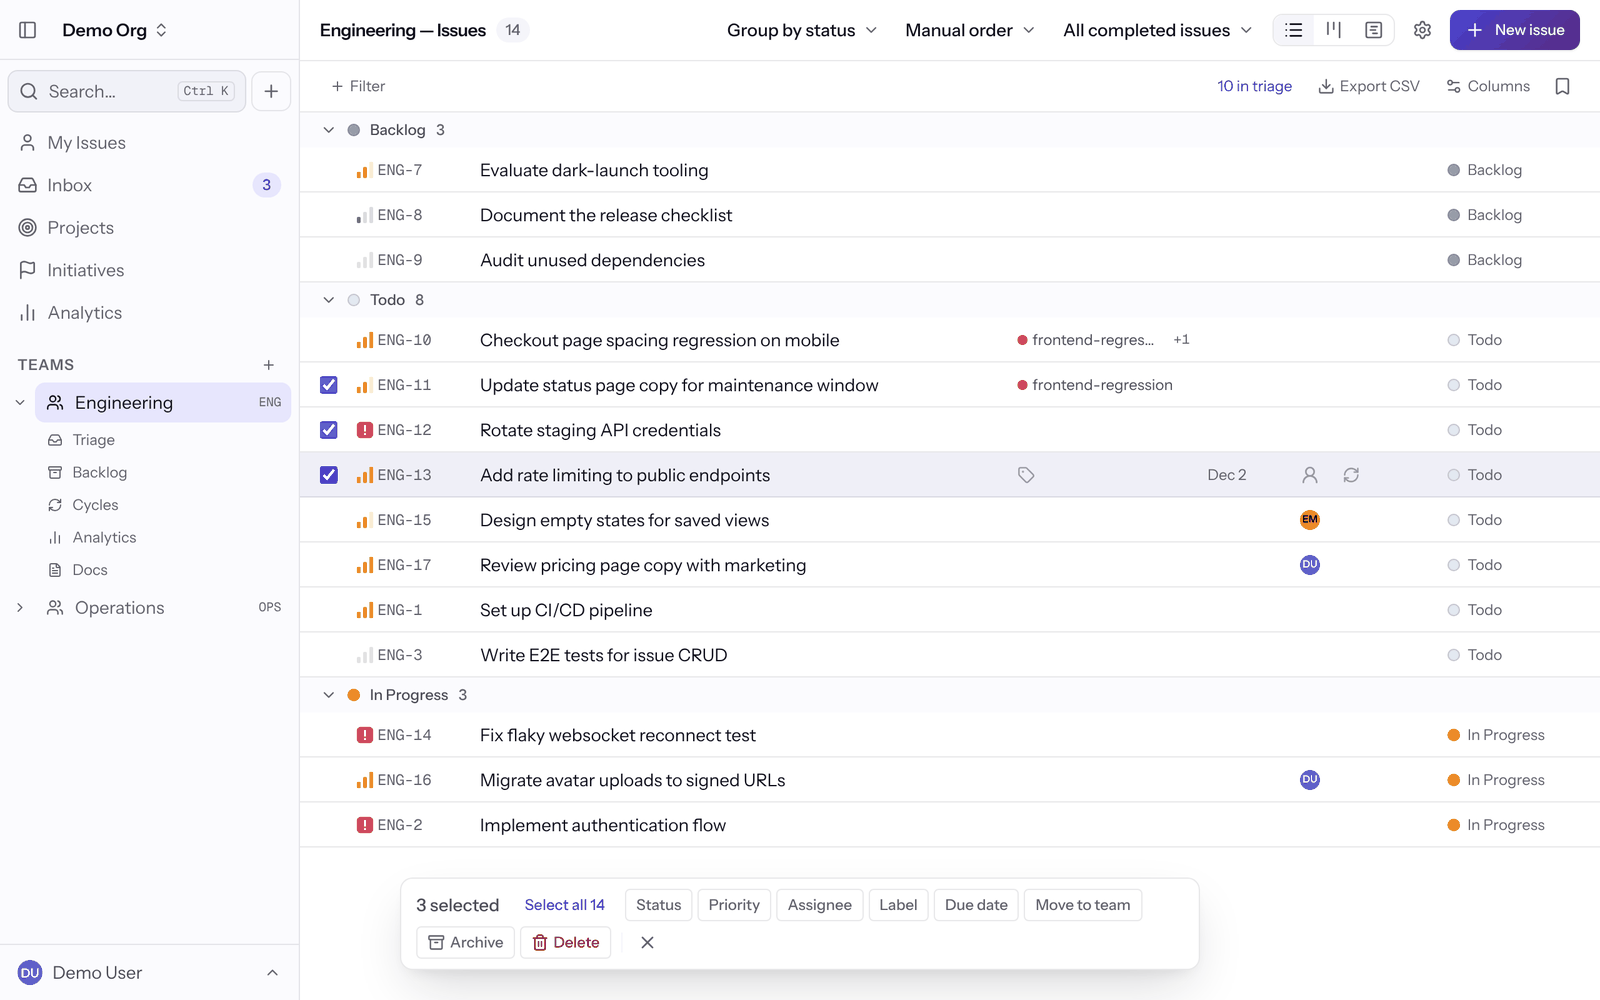 Demo Org
Search...
Ctrl K
My Issues
Inbox
3
Projects
Initiatives
Analytics
TEAMS
Engineering
ENG
Triage
Backlog
Cycles
Analytics
Docs
Operations
OPS
DU
Demo User
Engineering — Issues 14
Group by status
Manual order
All completed issues
New issue
Filter
10 in triage
Export CSV
Columns
Backlog 3
ENG-7 Evaluate dark-launch tooling Backlog
ENG-8 Document the release checklist Backlog
ENG-9 Audit unused dependencies Backlog
Todo 8
ENG-10 Checkout page spacing regression on mobile frontend-regres... +1 Todo
ENG-11 Update status page copy for maintenance window frontend-regression Todo
ENG-12 Rotate staging API credentials Todo
ENG-13 Add rate limiting to public endpoints Dec 2 Todo
ENG-15 Design empty states for saved views EM Todo
ENG-17 Review pricing page copy with marketing DU Todo
ENG-1 Set up CI/CD pipeline Todo
ENG-3 Write E2E tests for issue CRUD Todo
In Progress 3
ENG-14 Fix flaky websocket reconnect test In Progress
ENG-16 Migrate avatar uploads to signed URLs DU In Progress
ENG-2 Implement authentication flow In Progress
3 selected Select all 14 Status Priority Assignee Label Due date Move to team
Archive Delete